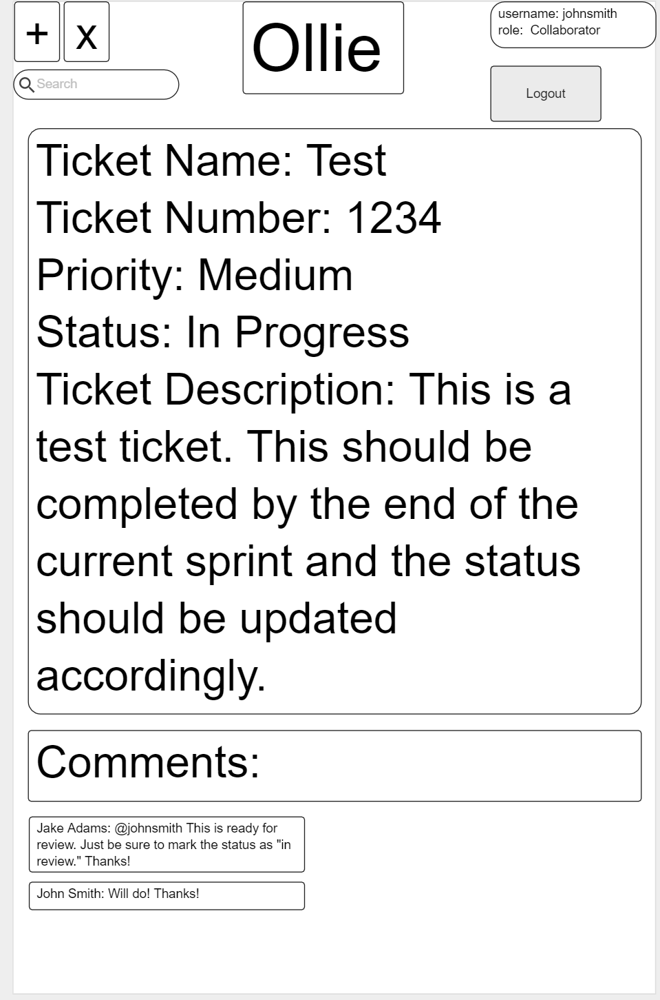 +
x
Ollie
username: johnsmith
role:  Collaborator
Search
Logout
Ticket Name: Test
Ticket Number: 1234
Priority: Medium
Status: In Progress
Ticket Description: This is a
test ticket. This should be
completed by the end of the
current sprint and the status
should be updated
accordingly.
Comments:
Jake Adams: @johnsmith This is ready for
review. Just be sure to mark the status as "in
review." Thanks!
John Smith: Will do! Thanks!